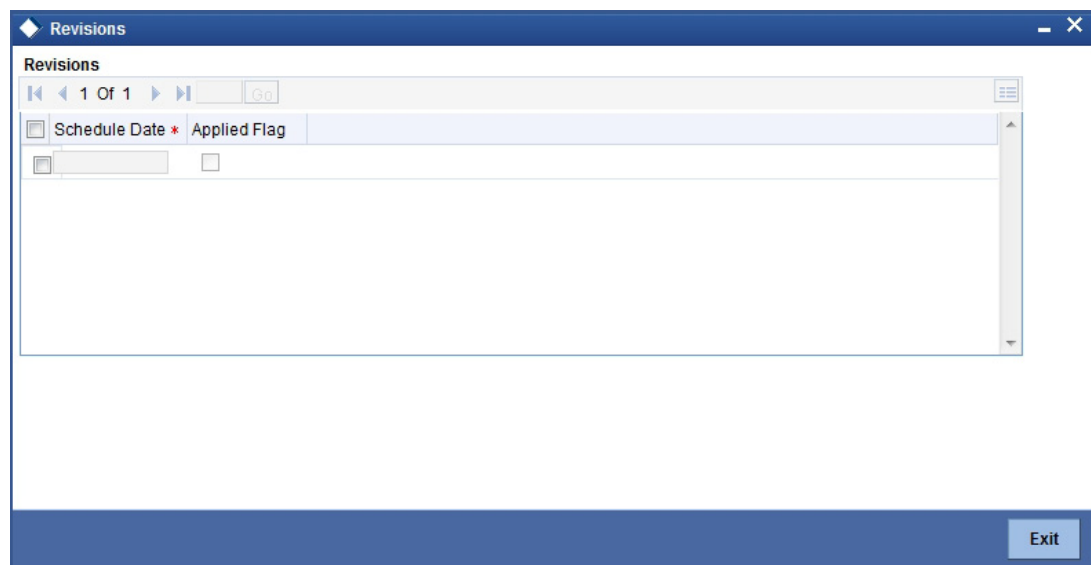 Revisions
Revisions
1 Of 1 Go
Schedule Date * Applied Flag
Exit